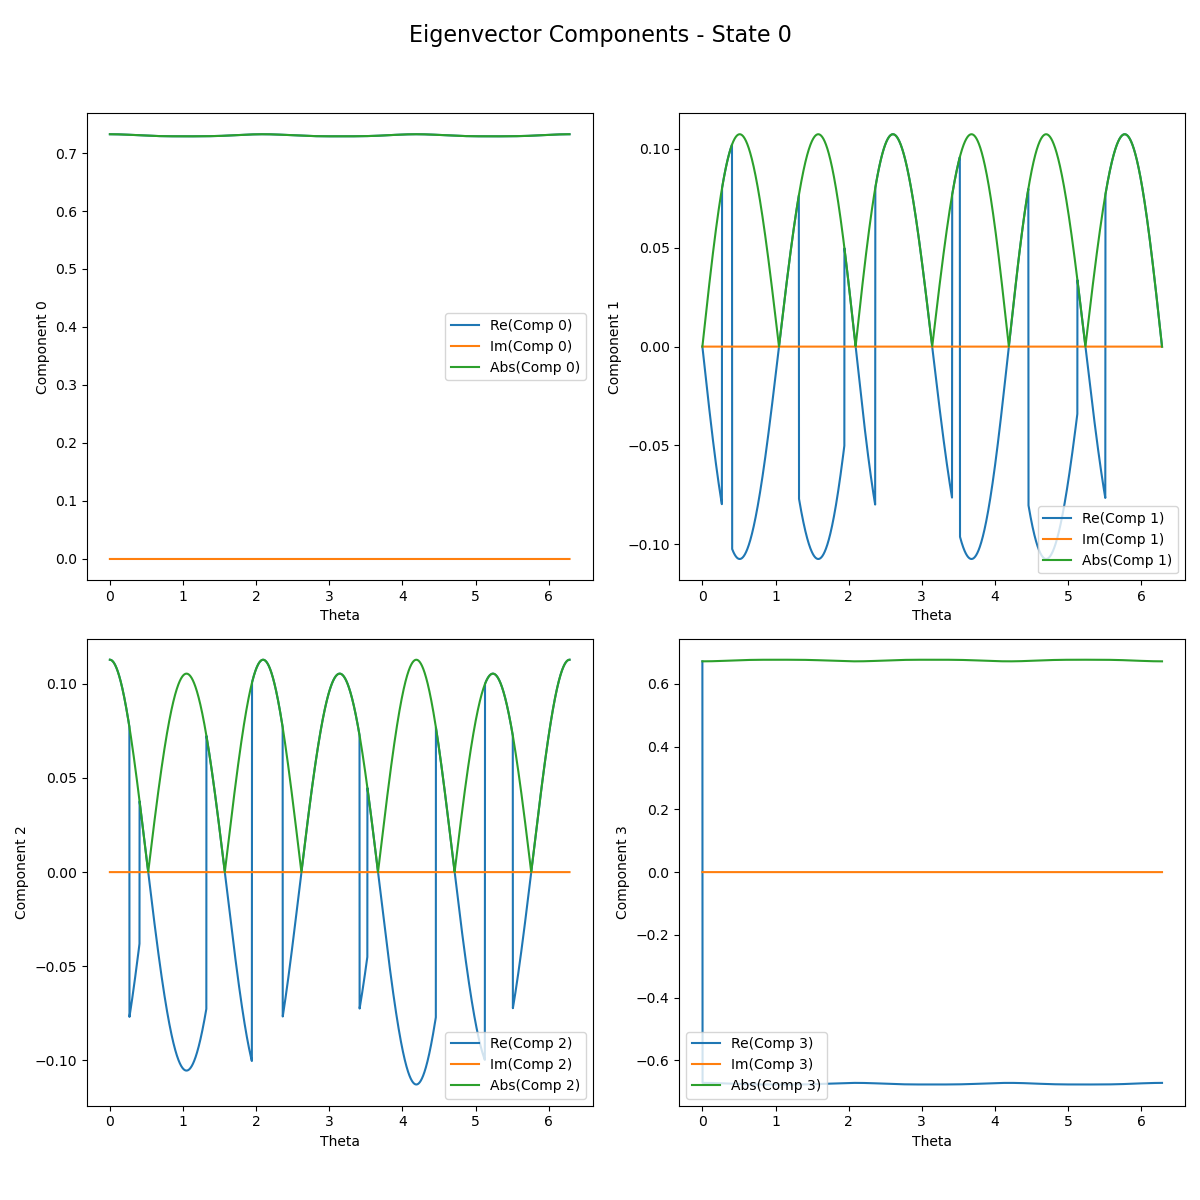 Eigenvector Components - State 0
Component 0
0.7
0.6
0.5
0.4
0.3
0.2
0.1
0.0
0 1 2 3 4 5 6
Theta
Re(Comp 0)
Im(Comp 0)
Abs(Comp 0)
Component 1
0.10
0.05
0.00
−0.05
−0.10
0 1 2 3 4 5 6
Theta
Re(Comp 1)
Im(Comp 1)
Abs(Comp 1)
Component 2
0.10
0.05
0.00
−0.05
−0.10
0 1 2 3 4 5 6
Theta
Re(Comp 2)
Im(Comp 2)
Abs(Comp 2)
Component 3
0.6
0.4
0.2
0.0
−0.2
−0.4
−0.6
0 1 2 3 4 5 6
Theta
Re(Comp 3)
Im(Comp 3)
Abs(Comp 3)